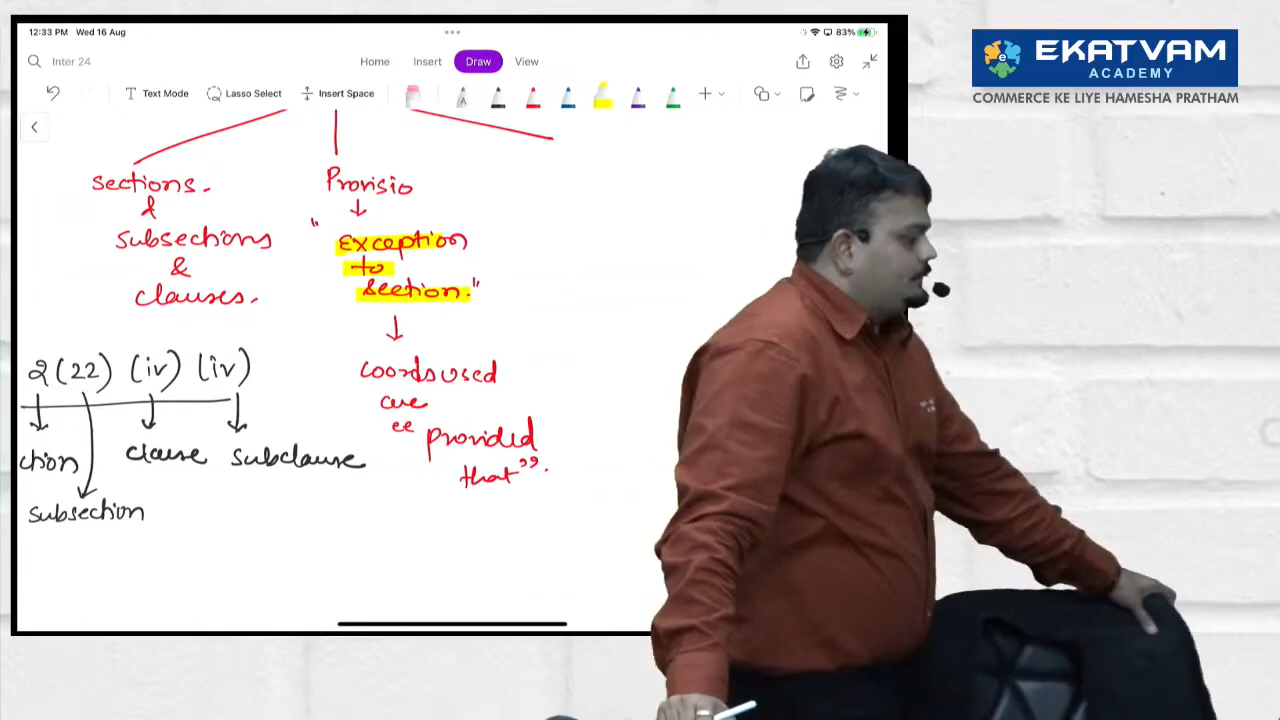 12:33 PM Wed 16 Aug
83%
Inter 24
Home Insert Draw View
Text Mode Lasso Select Insert Space
EKATVAM
ACADEMY
COMMERCE KE LIYE HAMESHA PRATHAM
Sections.
&
Subsections
&
clauses.
Provisio
"Exception
to
Section."
words used
are
"provided
that".
2(22) (iv) (iv)
ction
clause subclause
subsection